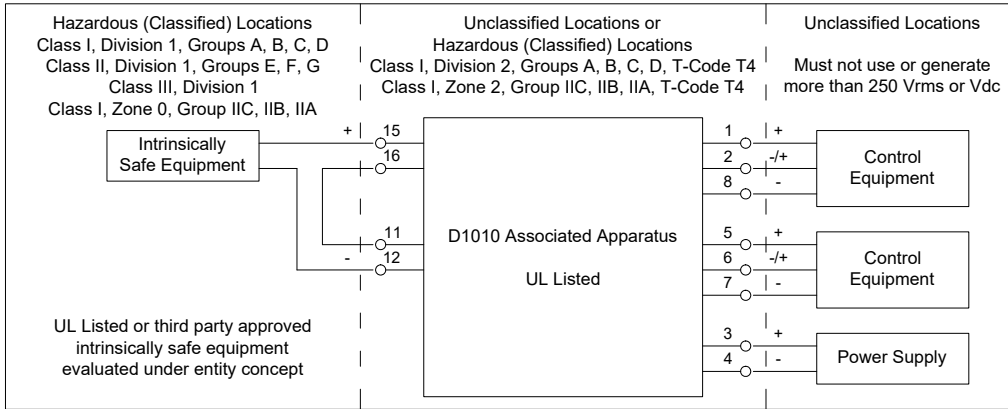 Hazardous (Classified) Locations
Class I, Division 1, Groups A, B, C, D
Class II, Division 1, Groups E, F, G
Class III, Division 1
Class I, Zone 0, Group IIC, IIB, IIA
Unclassified Locations or
Hazardous (Classified) Locations
Class I, Division 2, Groups A, B, C, D, T-Code T4
Class I, Zone 2, Group IIC, IIB, IIA, T-Code T4
Unclassified Locations
Must not use or generate
more than 250 Vrms or Vdc
Intrinsically
Safe Equipment
+ 15
16
11
- 12
D1010 Associated Apparatus
UL Listed
1 +
2 -/+
8 -
Control
Equipment
5 +
6 -/+
7 -
Control
Equipment
3 +
4 -
Power Supply
UL Listed or third party approved
intrinsically safe equipment
evaluated under entity concept